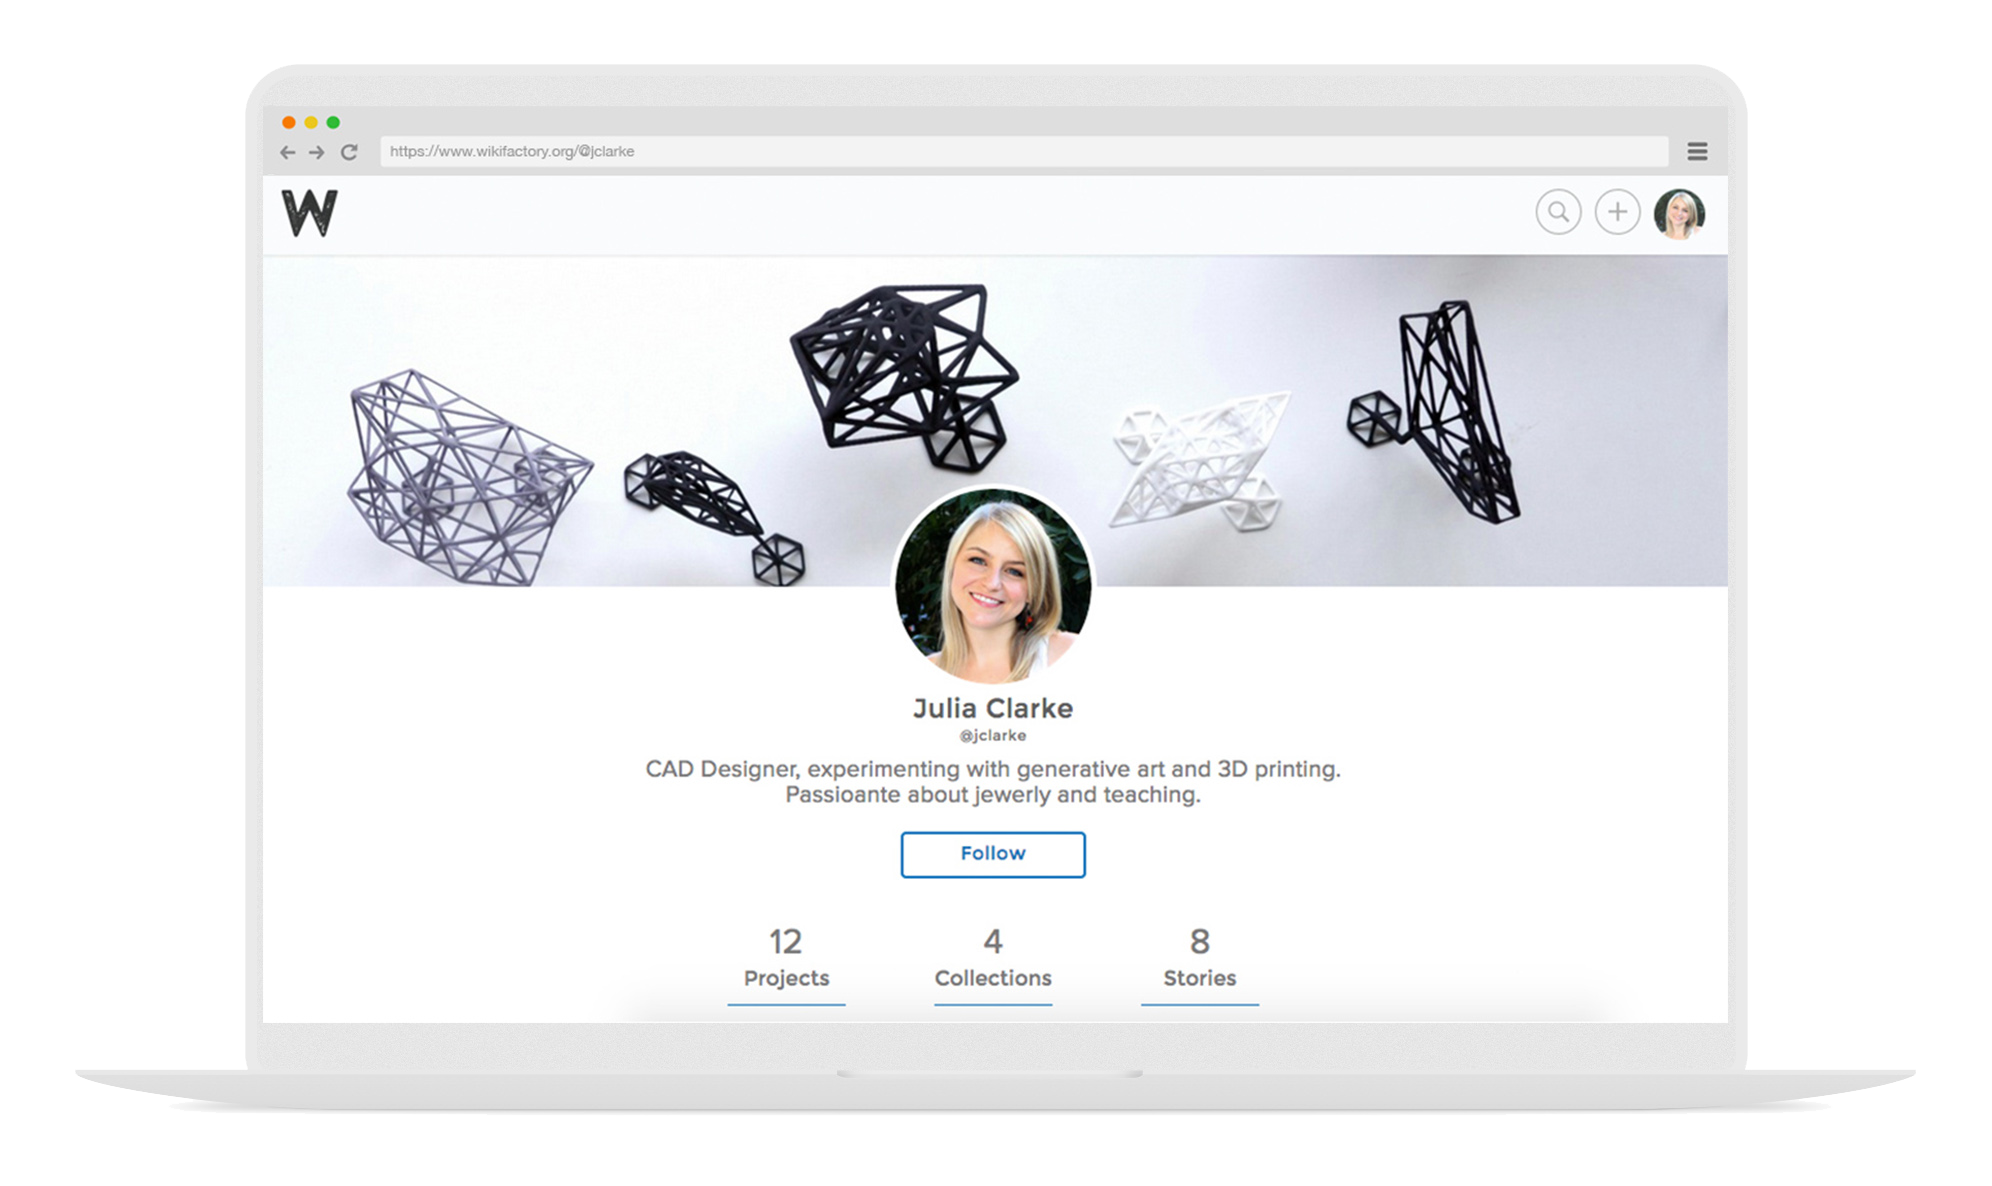 https://www.wikifactory.org/@jclarke
W
Julia Clarke
@jclarke
CAD Designer, experimenting with generative art and 3D printing.
Passioante about jewerly and teaching.
Follow
12 4 8
Projects Collections Stories